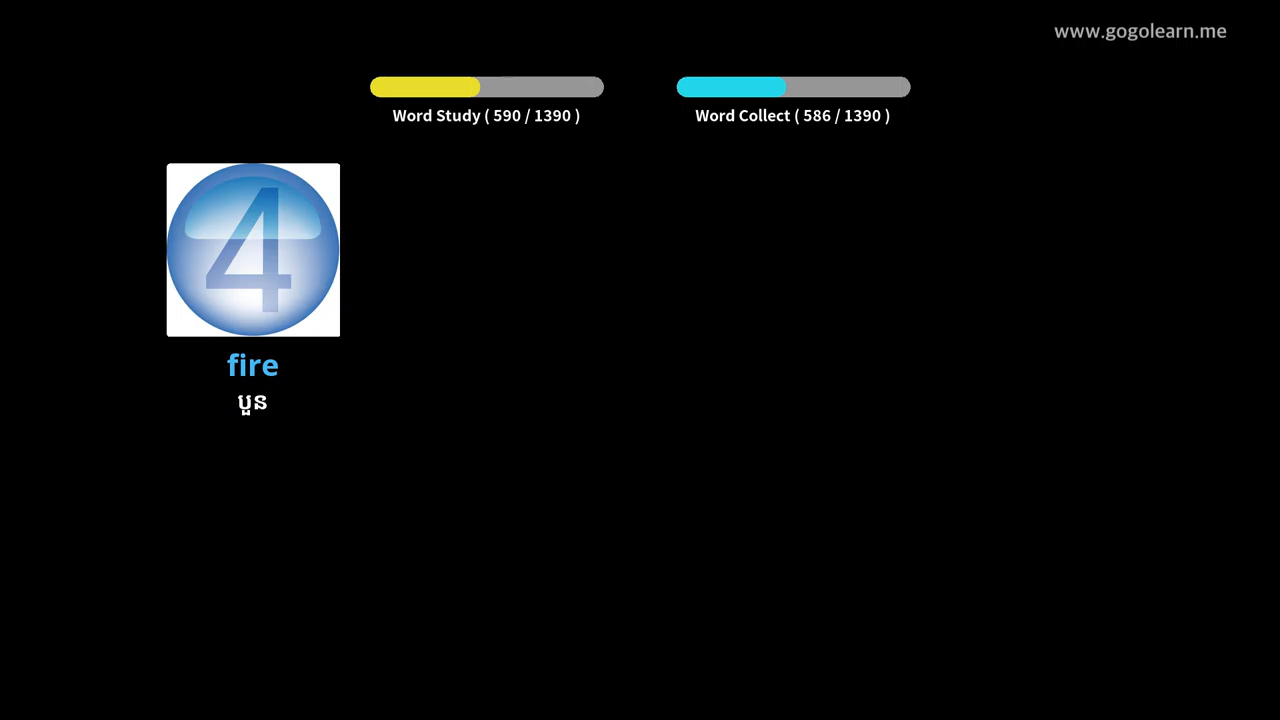 www.gogolearn.me
Word Study ( 590 / 1390 )
Word Collect ( 586 / 1390 )
4
fire
បួន